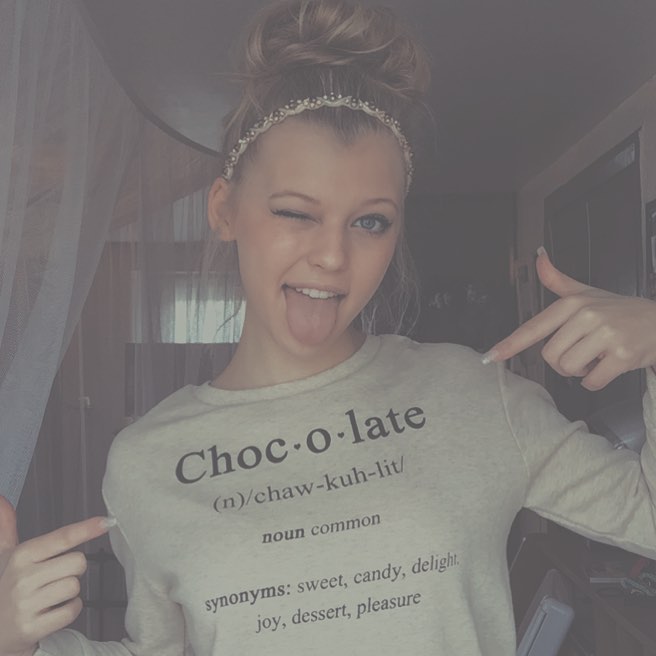 Choc·o·late
(n)/chaw-kuh-lit/
noun common
synonyms: sweet, candy, delight.
joy, dessert, pleasure